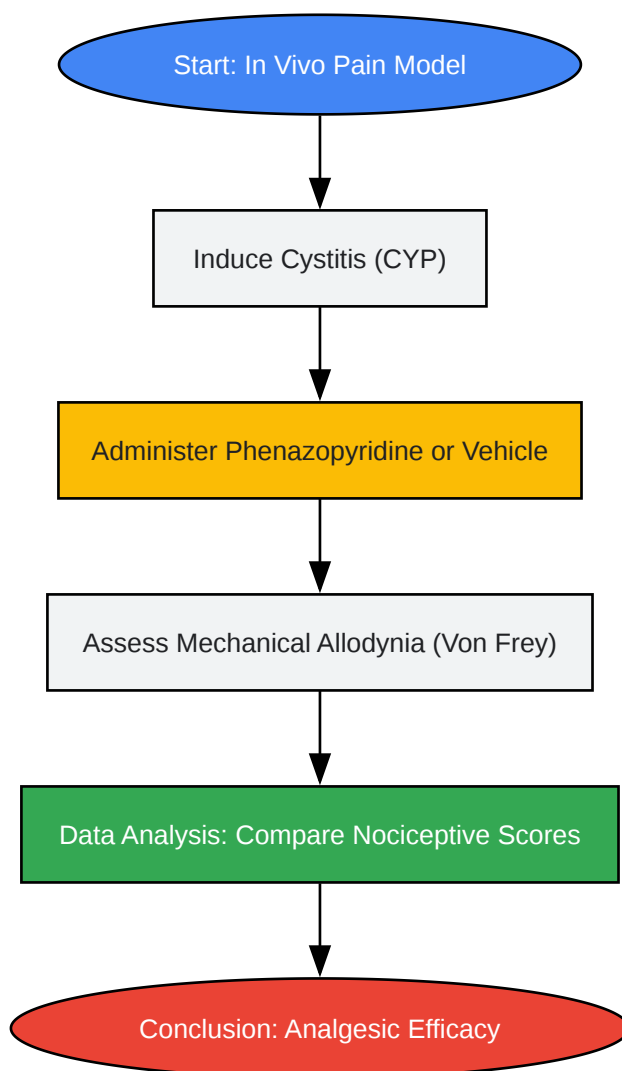 Start: In Vivo Pain Model
Induce Cystitis (CYP)
Administer Phenazopyridine or Vehicle
Assess Mechanical Allodynia (Von Frey)
Data Analysis: Compare Nociceptive Scores
Conclusion: Analgesic Efficacy